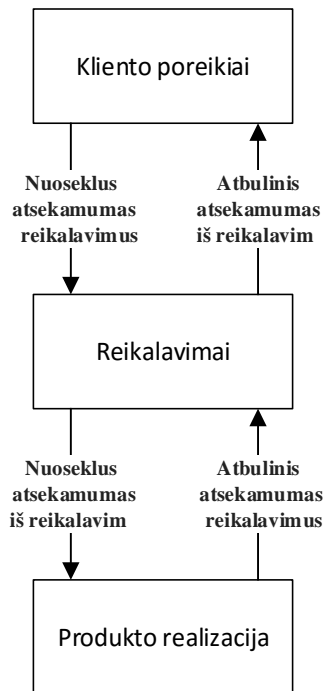 Kliento poreikiai
Nuoseklus
atsekamumas
reikalavimus
Atbulinis
atsekamumas
iš reikalavim
Reikalavimai
Nuoseklus
atsekamumas
iš reikalavim
Atbulinis
atsekamumas
reikalavimus
Produkto realizacija